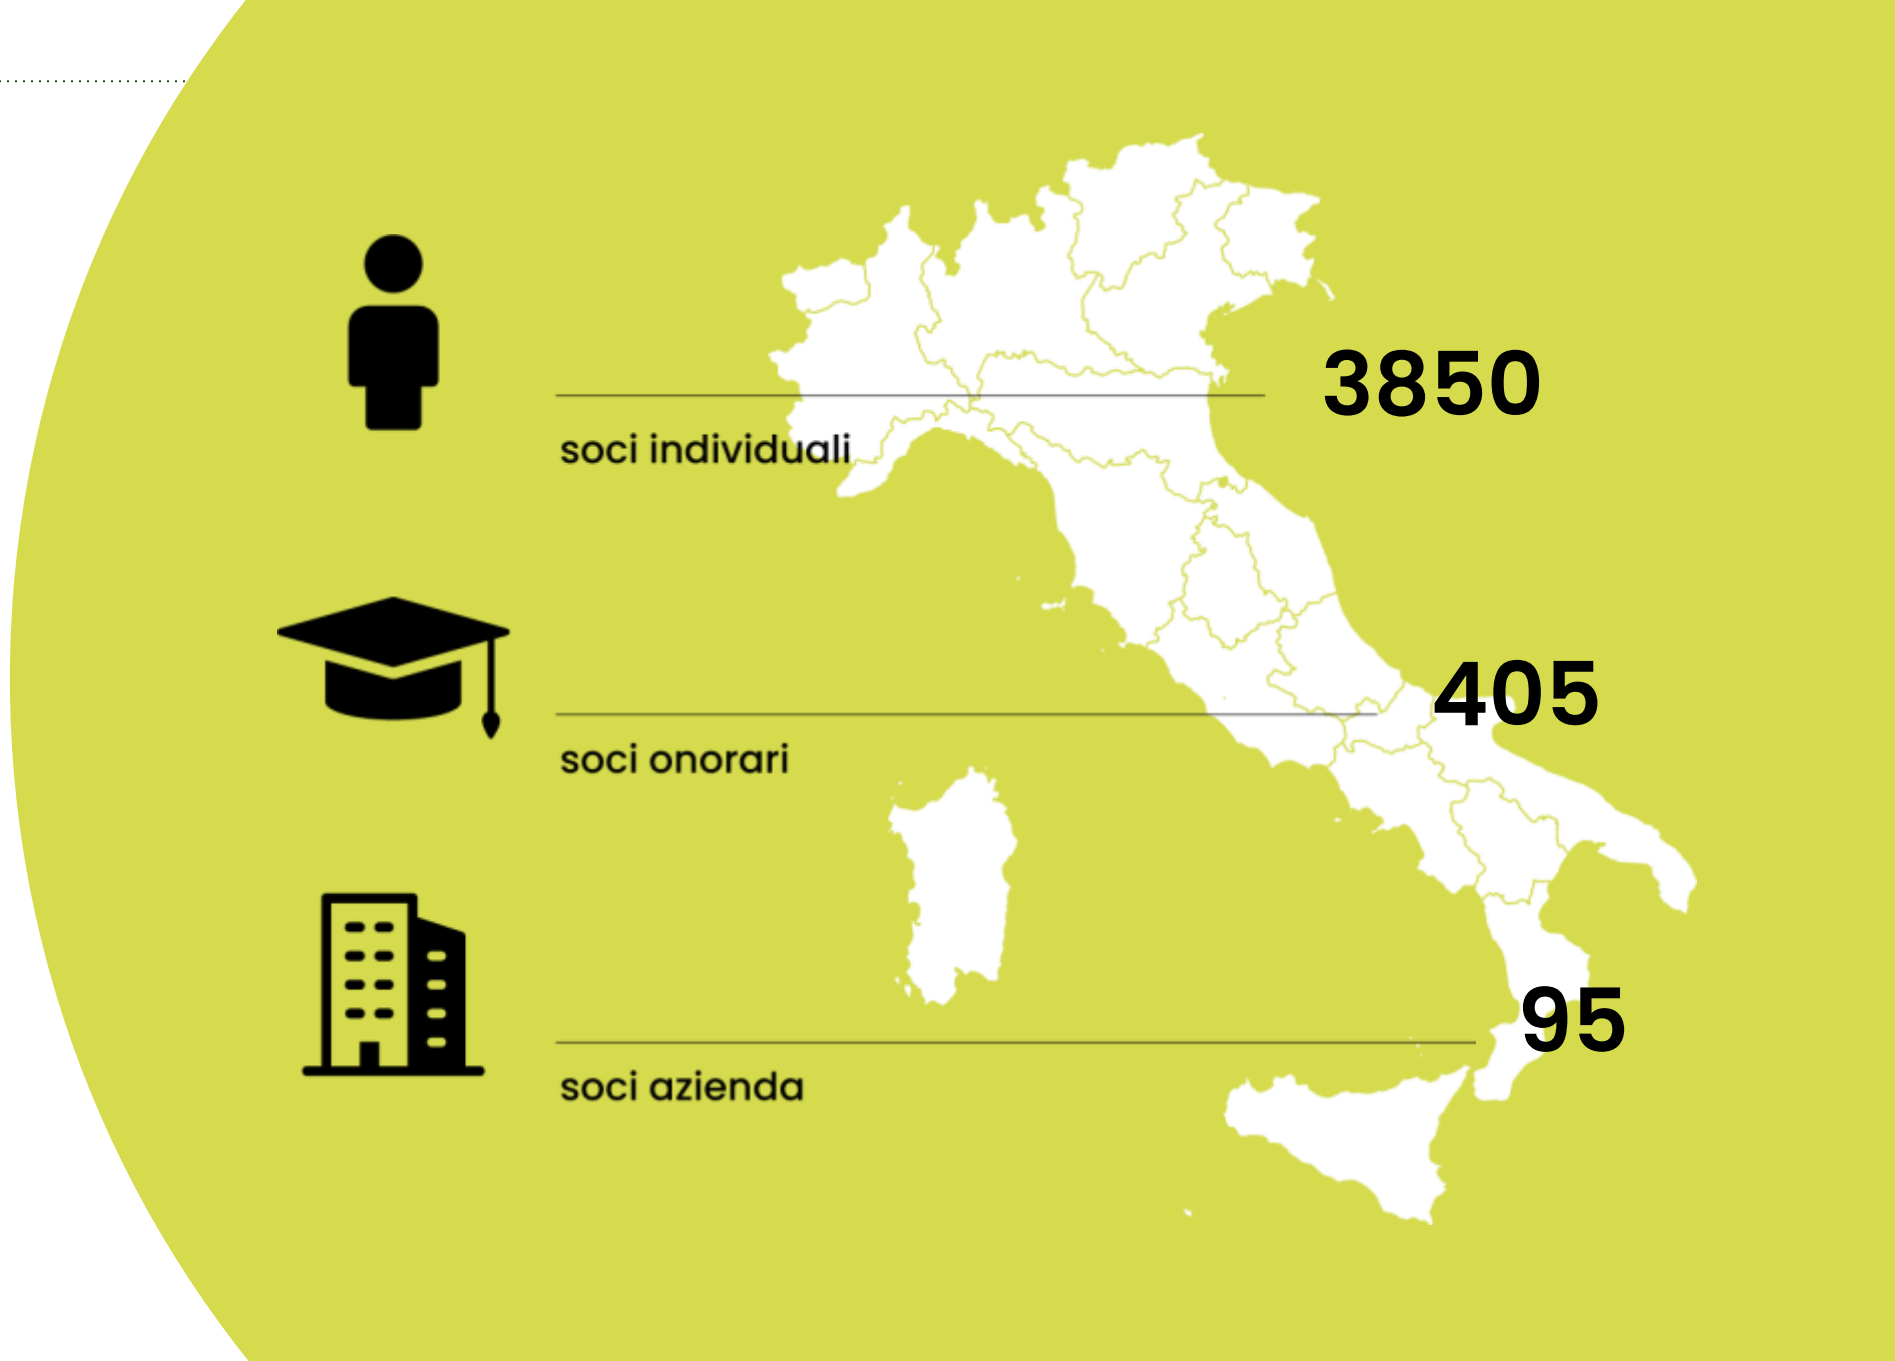 3850
soci individuali
405
soci onorari
95
soci azienda